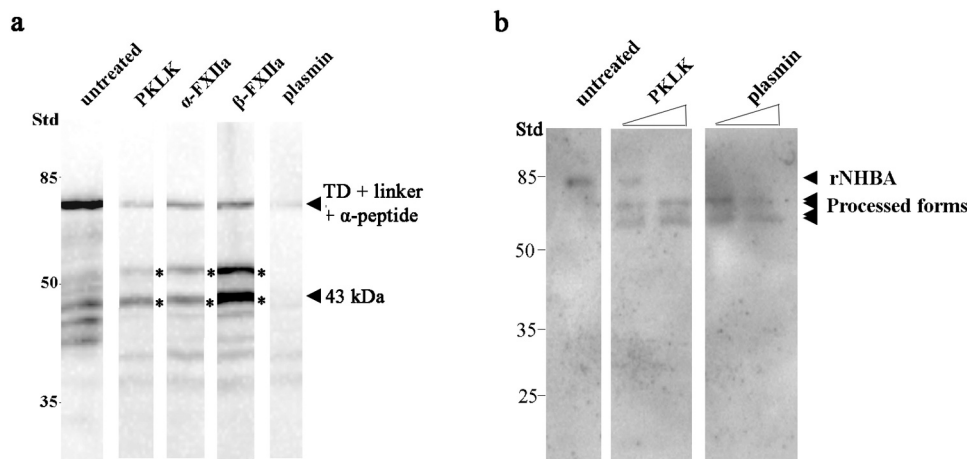 a
untreated
PKLK
α-FXIIa
β-FXIIa
plasmin
Std
85
50
35
TD + linker
+ α-peptide
43 kDa
* *
* *
* *
b
untreated
PKLK
plasmin
Std
85
50
35
25
rNHBA
Processed forms